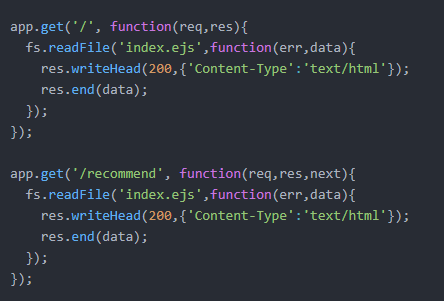 app.get('/', function(req,res){
  fs.readFile('index.ejs',function(err,data){
    res.writeHead(200,{'Content-Type':'text/html'});
    res.end(data);
  });
});

app.get('/recommend', function(req,res,next){
  fs.readFile('index.ejs',function(err,data){
    res.writeHead(200,{'Content-Type':'text/html'});
    res.end(data);
  });
});